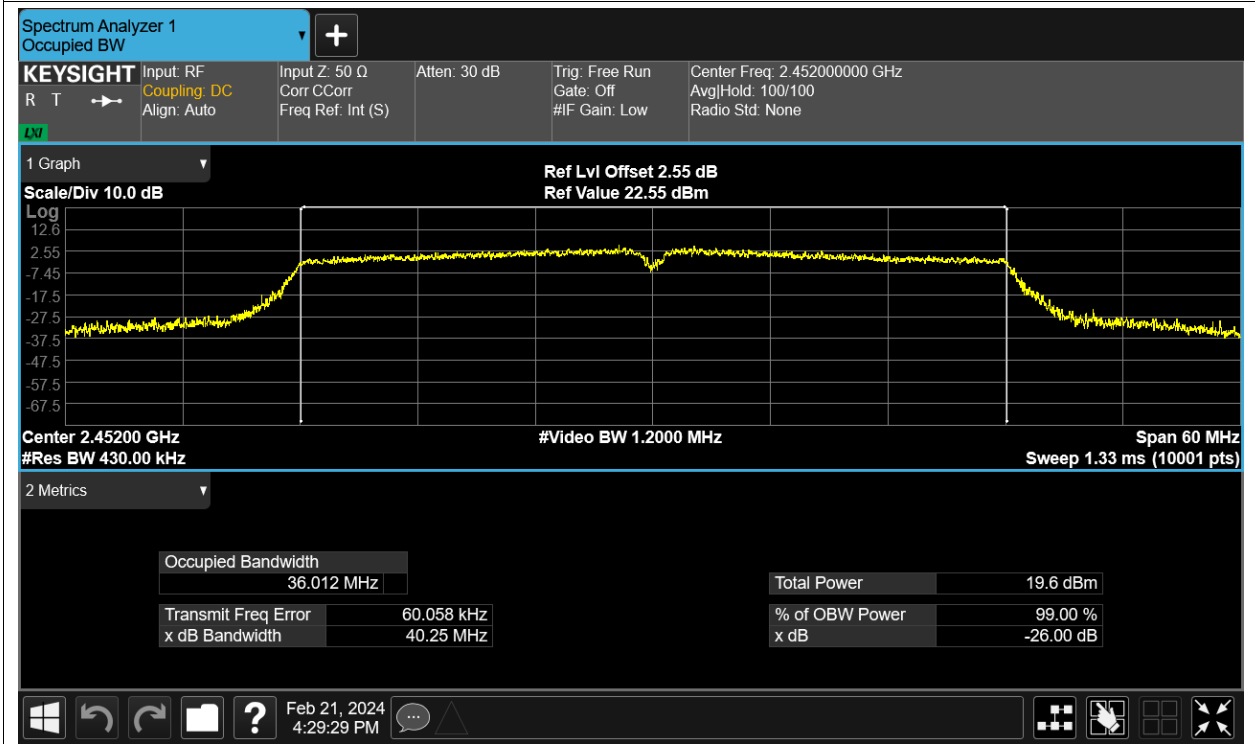 Spectrum Analyzer 1
Occupied BW
+
KEYSIGHT
R T
LXI
Input: RF
Coupling: DC
Align: Auto
Input Z: 50 Ω
Corr CCorr
Freq Ref: Int (S)
Atten: 30 dB
Trig: Free Run
Gate: Off
#IF Gain: Low
Center Freq: 2.452000000 GHz
Avg|Hold: 100/100
Radio Std: None
1 Graph
Scale/Div 10.0 dB
Ref Lvl Offset 2.55 dB
Ref Value 22.55 dBm
Log
12.6
2.55
-7.45
-17.5
-27.5
-37.5
-47.5
-57.5
-67.5
Center 2.45200 GHz
#Video BW 1.2000 MHz
Span 60 MHz
#Res BW 430.00 kHz
Sweep 1.33 ms (10001 pts)
2 Metrics
Occupied Bandwidth
36.012 MHz
Total Power 19.6 dBm
Transmit Freq Error 60.058 kHz
% of OBW Power 99.00 %
x dB Bandwidth 40.25 MHz
x dB -26.00 dB
?
Feb 21, 2024
4:29:29 PM